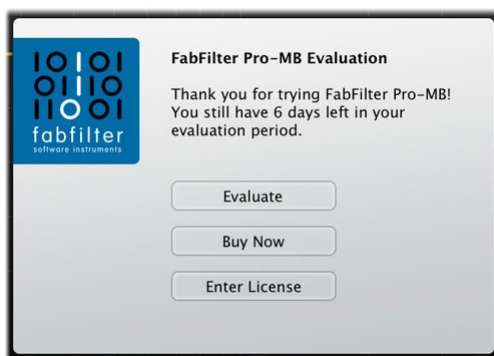 10101
01110
11001
fabfilter
software instruments
FabFilter Pro-MB Evaluation
Thank you for trying FabFilter Pro-MB!
You still have 6 days left in your
evaluation period.
Evaluate
Buy Now
Enter License